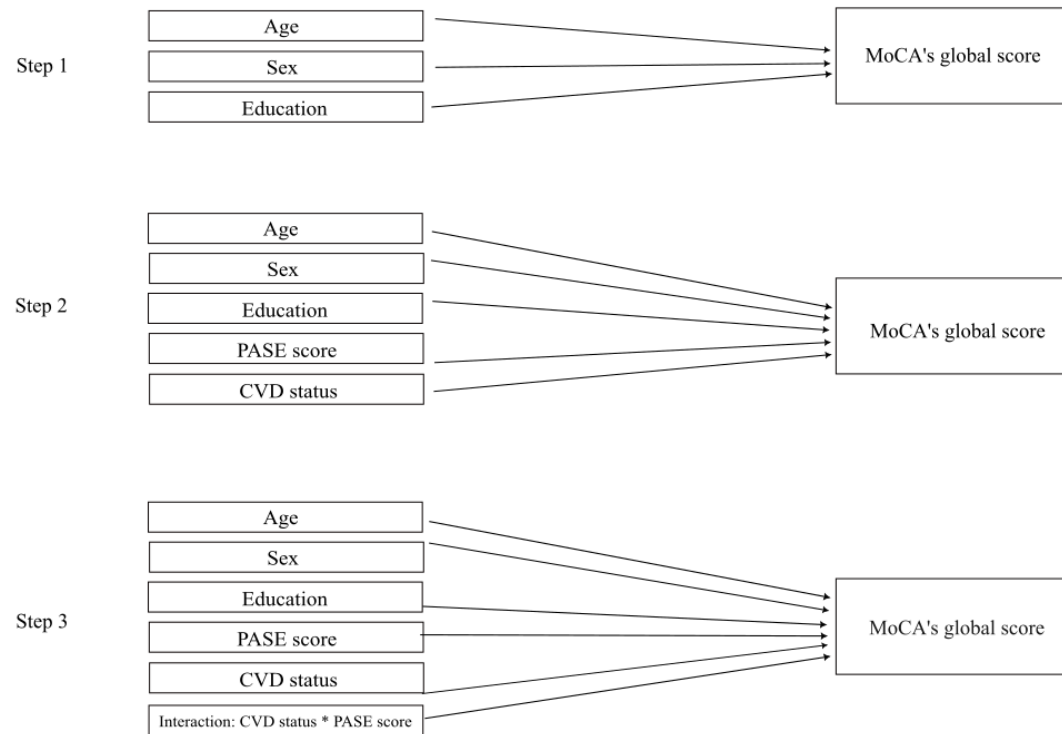 Step 1
Age
Sex
Education
MoCA's global score
Step 2
Age
Sex
Education
PASE score
CVD status
MoCA's global score
Step 3
Age
Sex
Education
PASE score
CVD status
Interaction: CVD status * PASE score
MoCA's global score